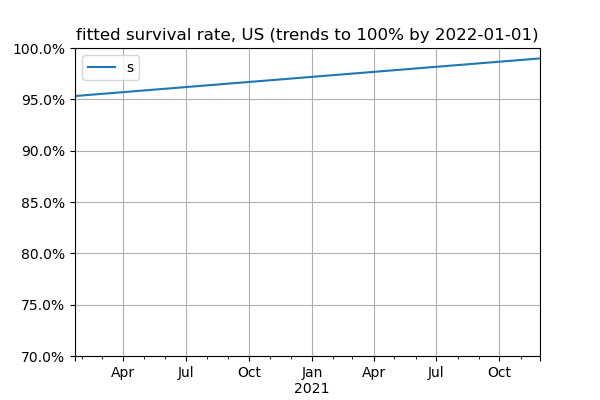 fitted survival rate, US (trends to 100% by 2022-01-01)
100.0%
s
95.0%
90.0%
85.0%
80.0%
75.0%
70.0%
Apr Jul Oct Jan Apr Jul Oct
2021